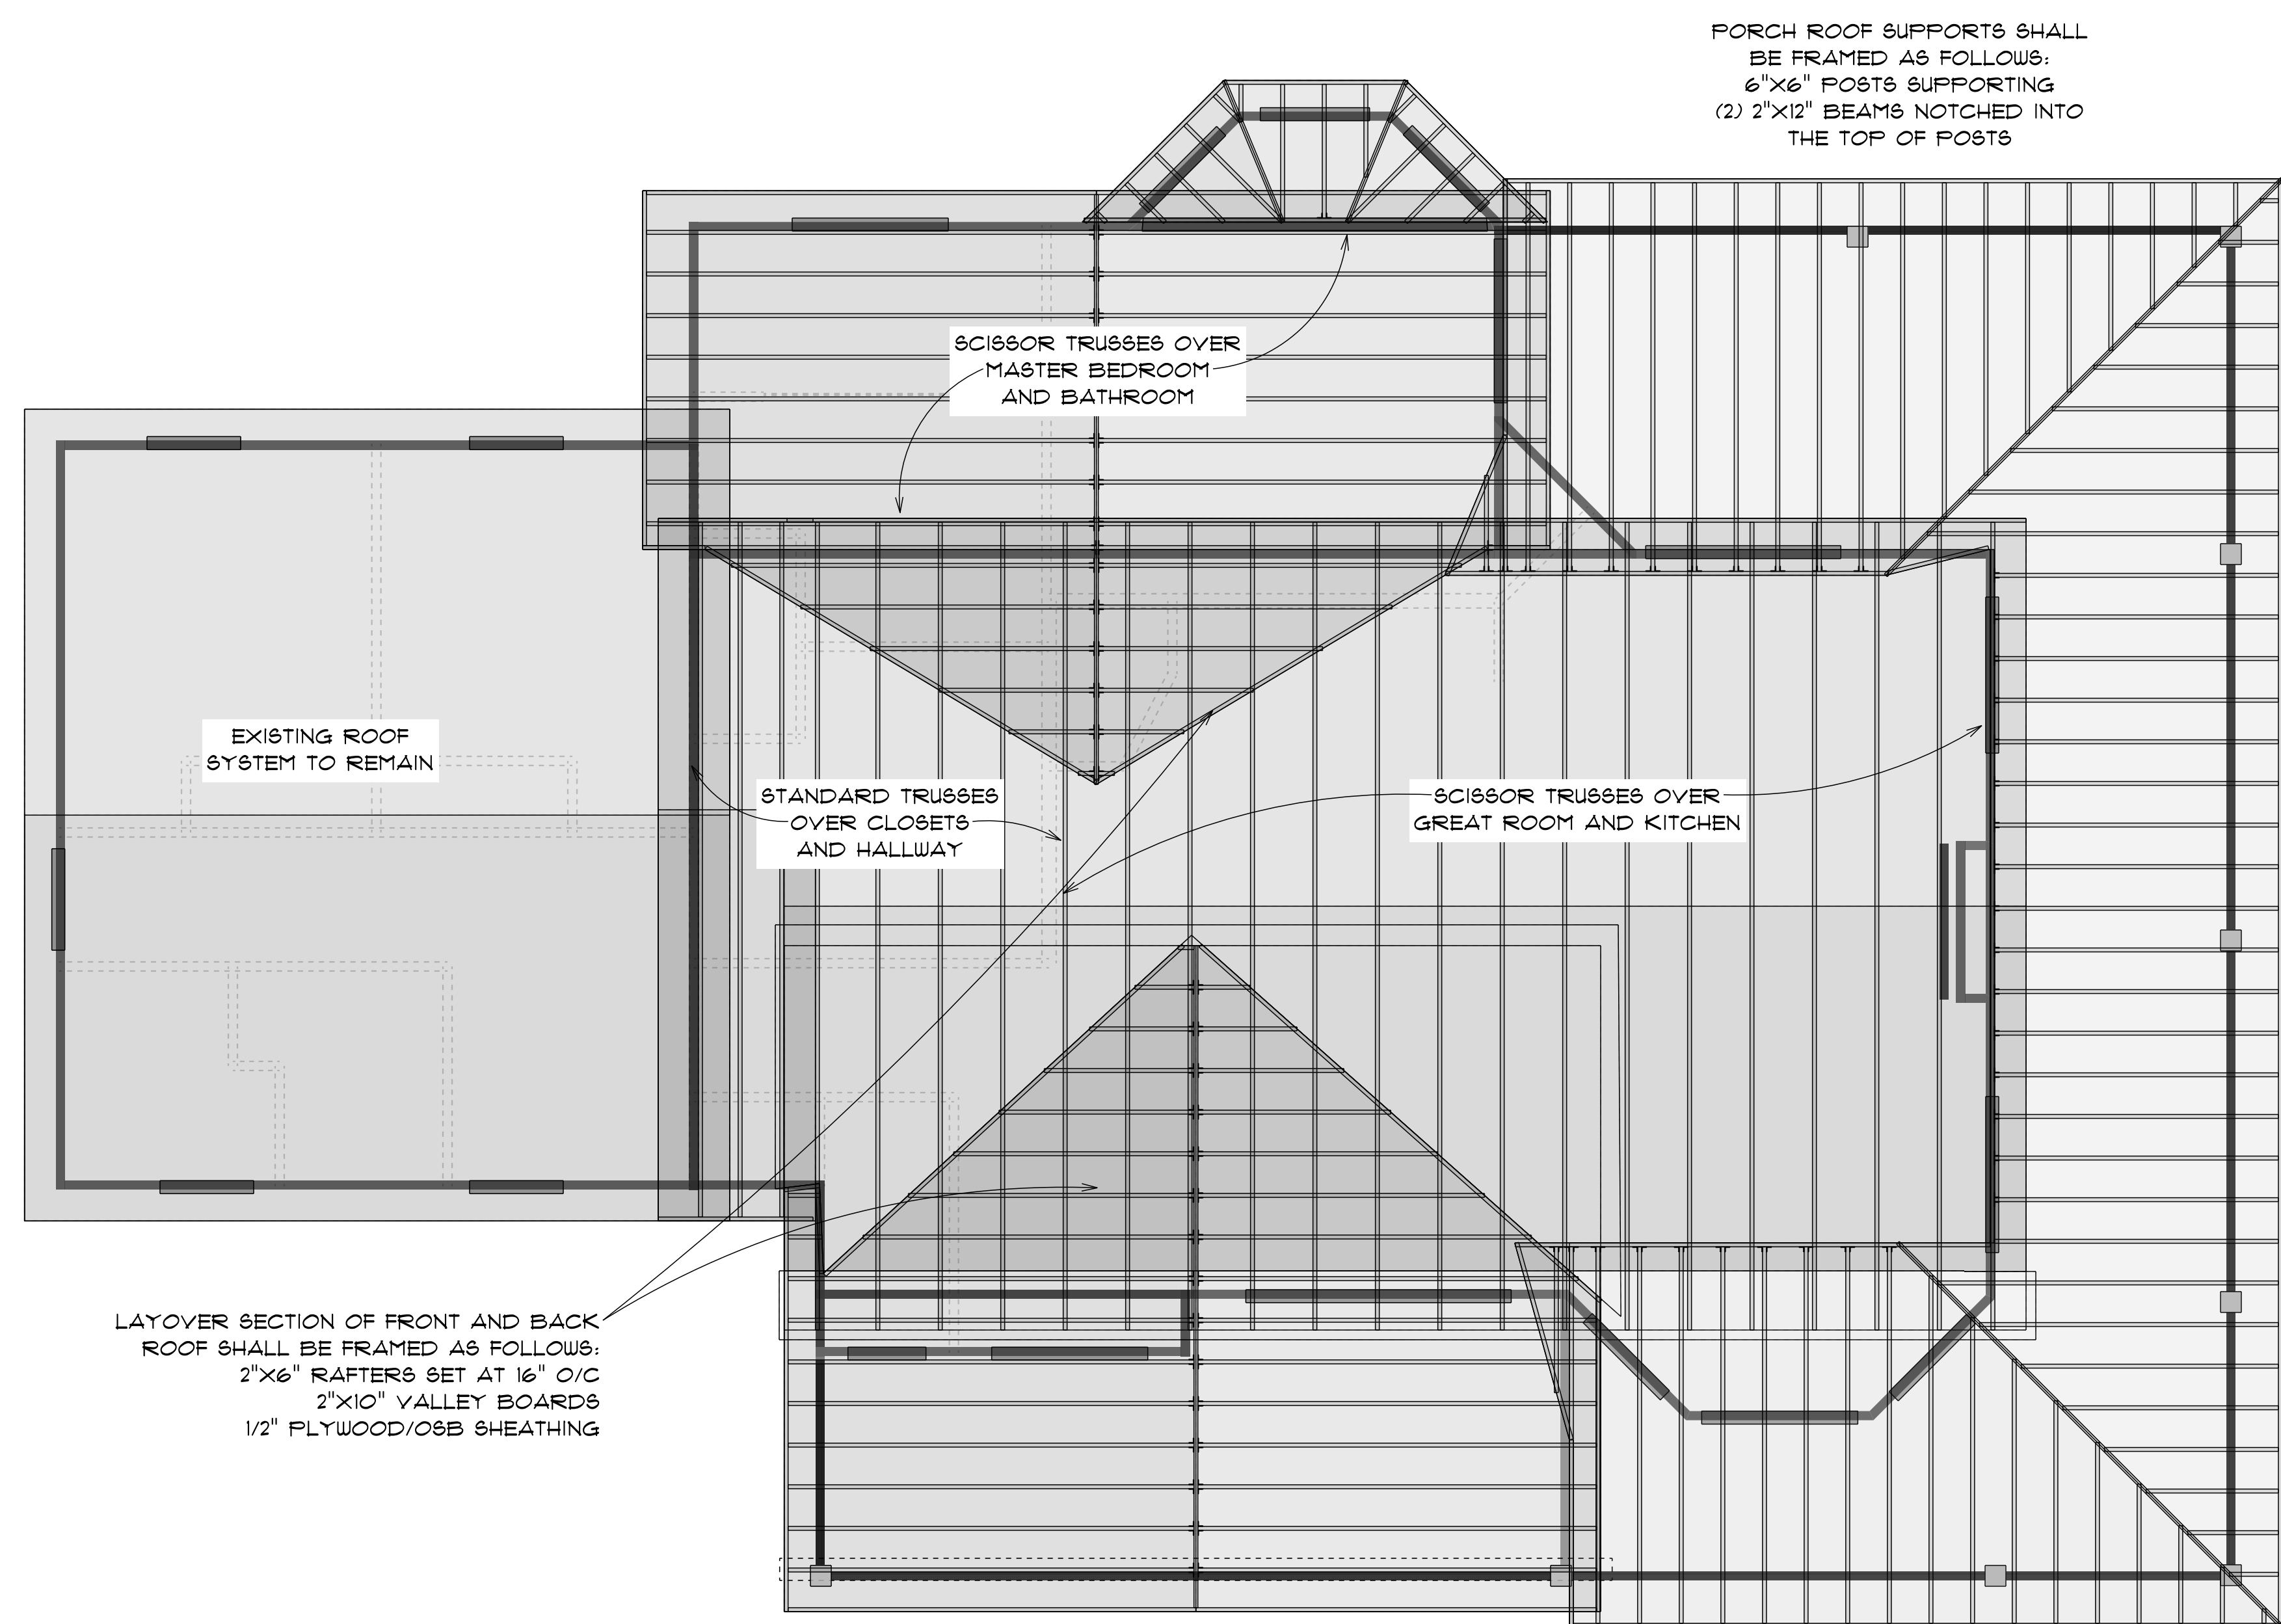 PORCH ROOF SUPPORTS SHALL
BE FRAMED AS FOLLOWS:
6"X6" POSTS SUPPORTING
(2) 2"X12" BEAMS NOTCHED INTO
THE TOP OF POSTS
SCISSOR TRUSSES OVER
MASTER BEDROOM
AND BATHROOM
EXISTING ROOF
SYSTEM TO REMAIN
STANDARD TRUSSES
OVER CLOSETS
AND HALLWAY
SCISSOR TRUSSES OVER
GREAT ROOM AND KITCHEN
LAYOVER SECTION OF FRONT AND BACK
ROOF SHALL BE FRAMED AS FOLLOWS:
2"X6" RAFTERS SET AT 16" O/C
2"X10" VALLEY BOARDS
1/2" PLYWOOD/OSB SHEATHING